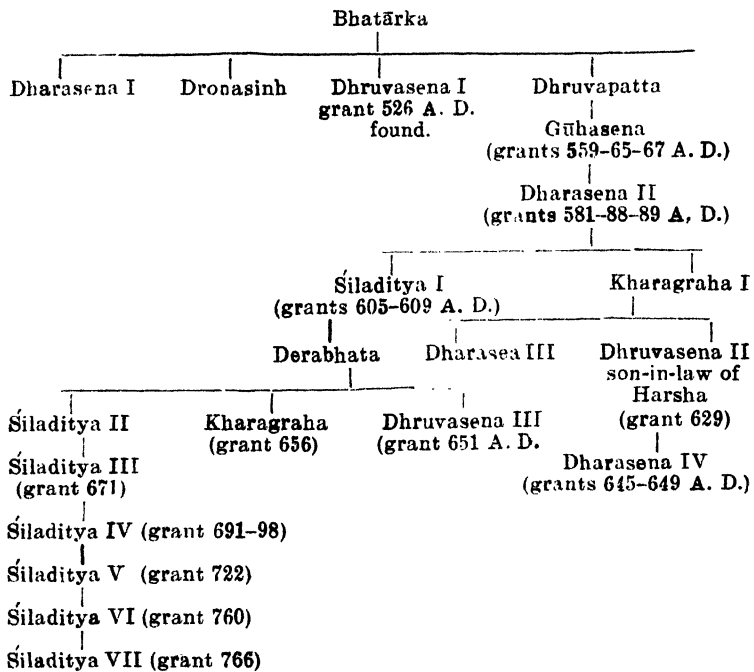 Bhatārka
Dharasena I Dronasinh Dhruvasena I Dhruvapatta
grant 526 A. D.
found.
Gūhasena
(grants 559-65-67 A. D.)
Dharasena II
(grants 581-88-89 A, D.)
Śiladitya I Kharagraha I
(grants 605-609 A. D.)
Derabhata Dharasea III Dhruvasena II
son-in-law of
Harsha
(grant 629)
Śiladitya II Kharagraha Dhruvasena III
(grant 656) (grant 651 A. D.
Śiladitya III Dharasena IV
(grant 671) (grants 645-649 A. D.)
Śiladitya IV (grant 691-98)
Śiladitya V (grant 722)
Śiladitya VI (grant 760)
Śiladitya VII (grant 766)